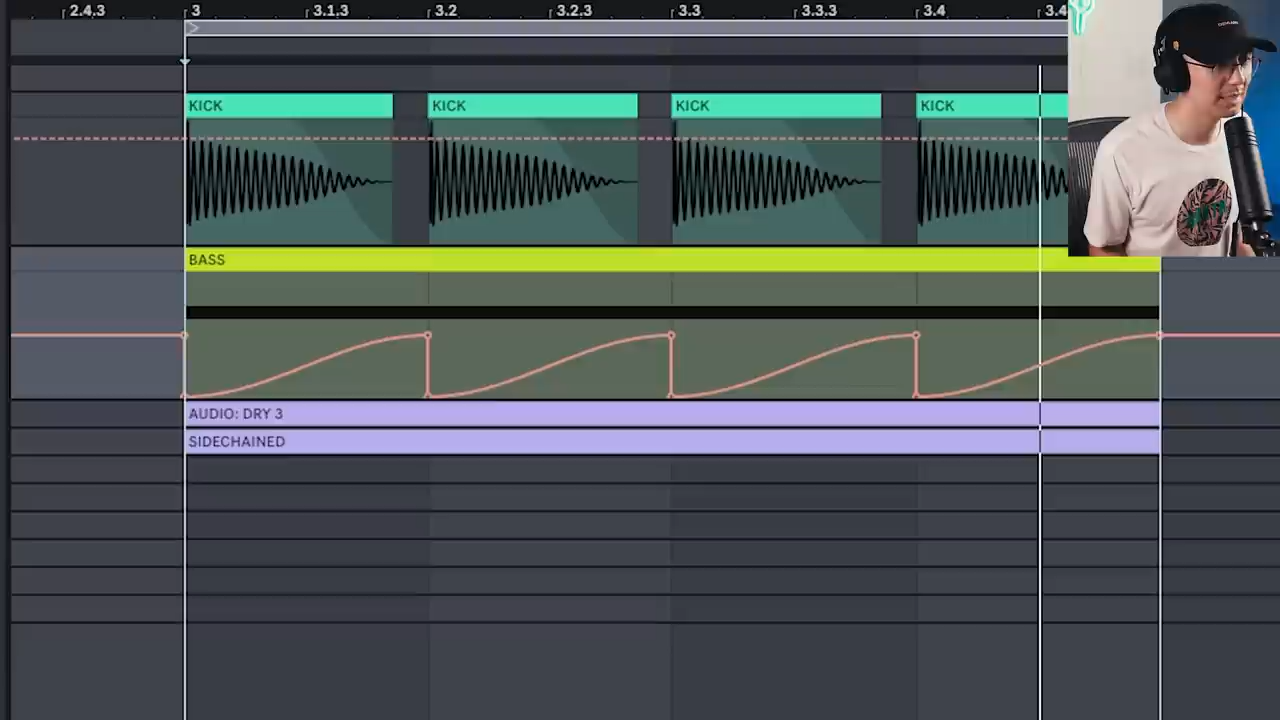 2.4.3 3 3.1.3 3.2 3.2.3 3.3 3.3.3 3.4 3.4
KICK KICK KICK KICK
BASS
AUDIO: DRY 3
SIDECHAINED